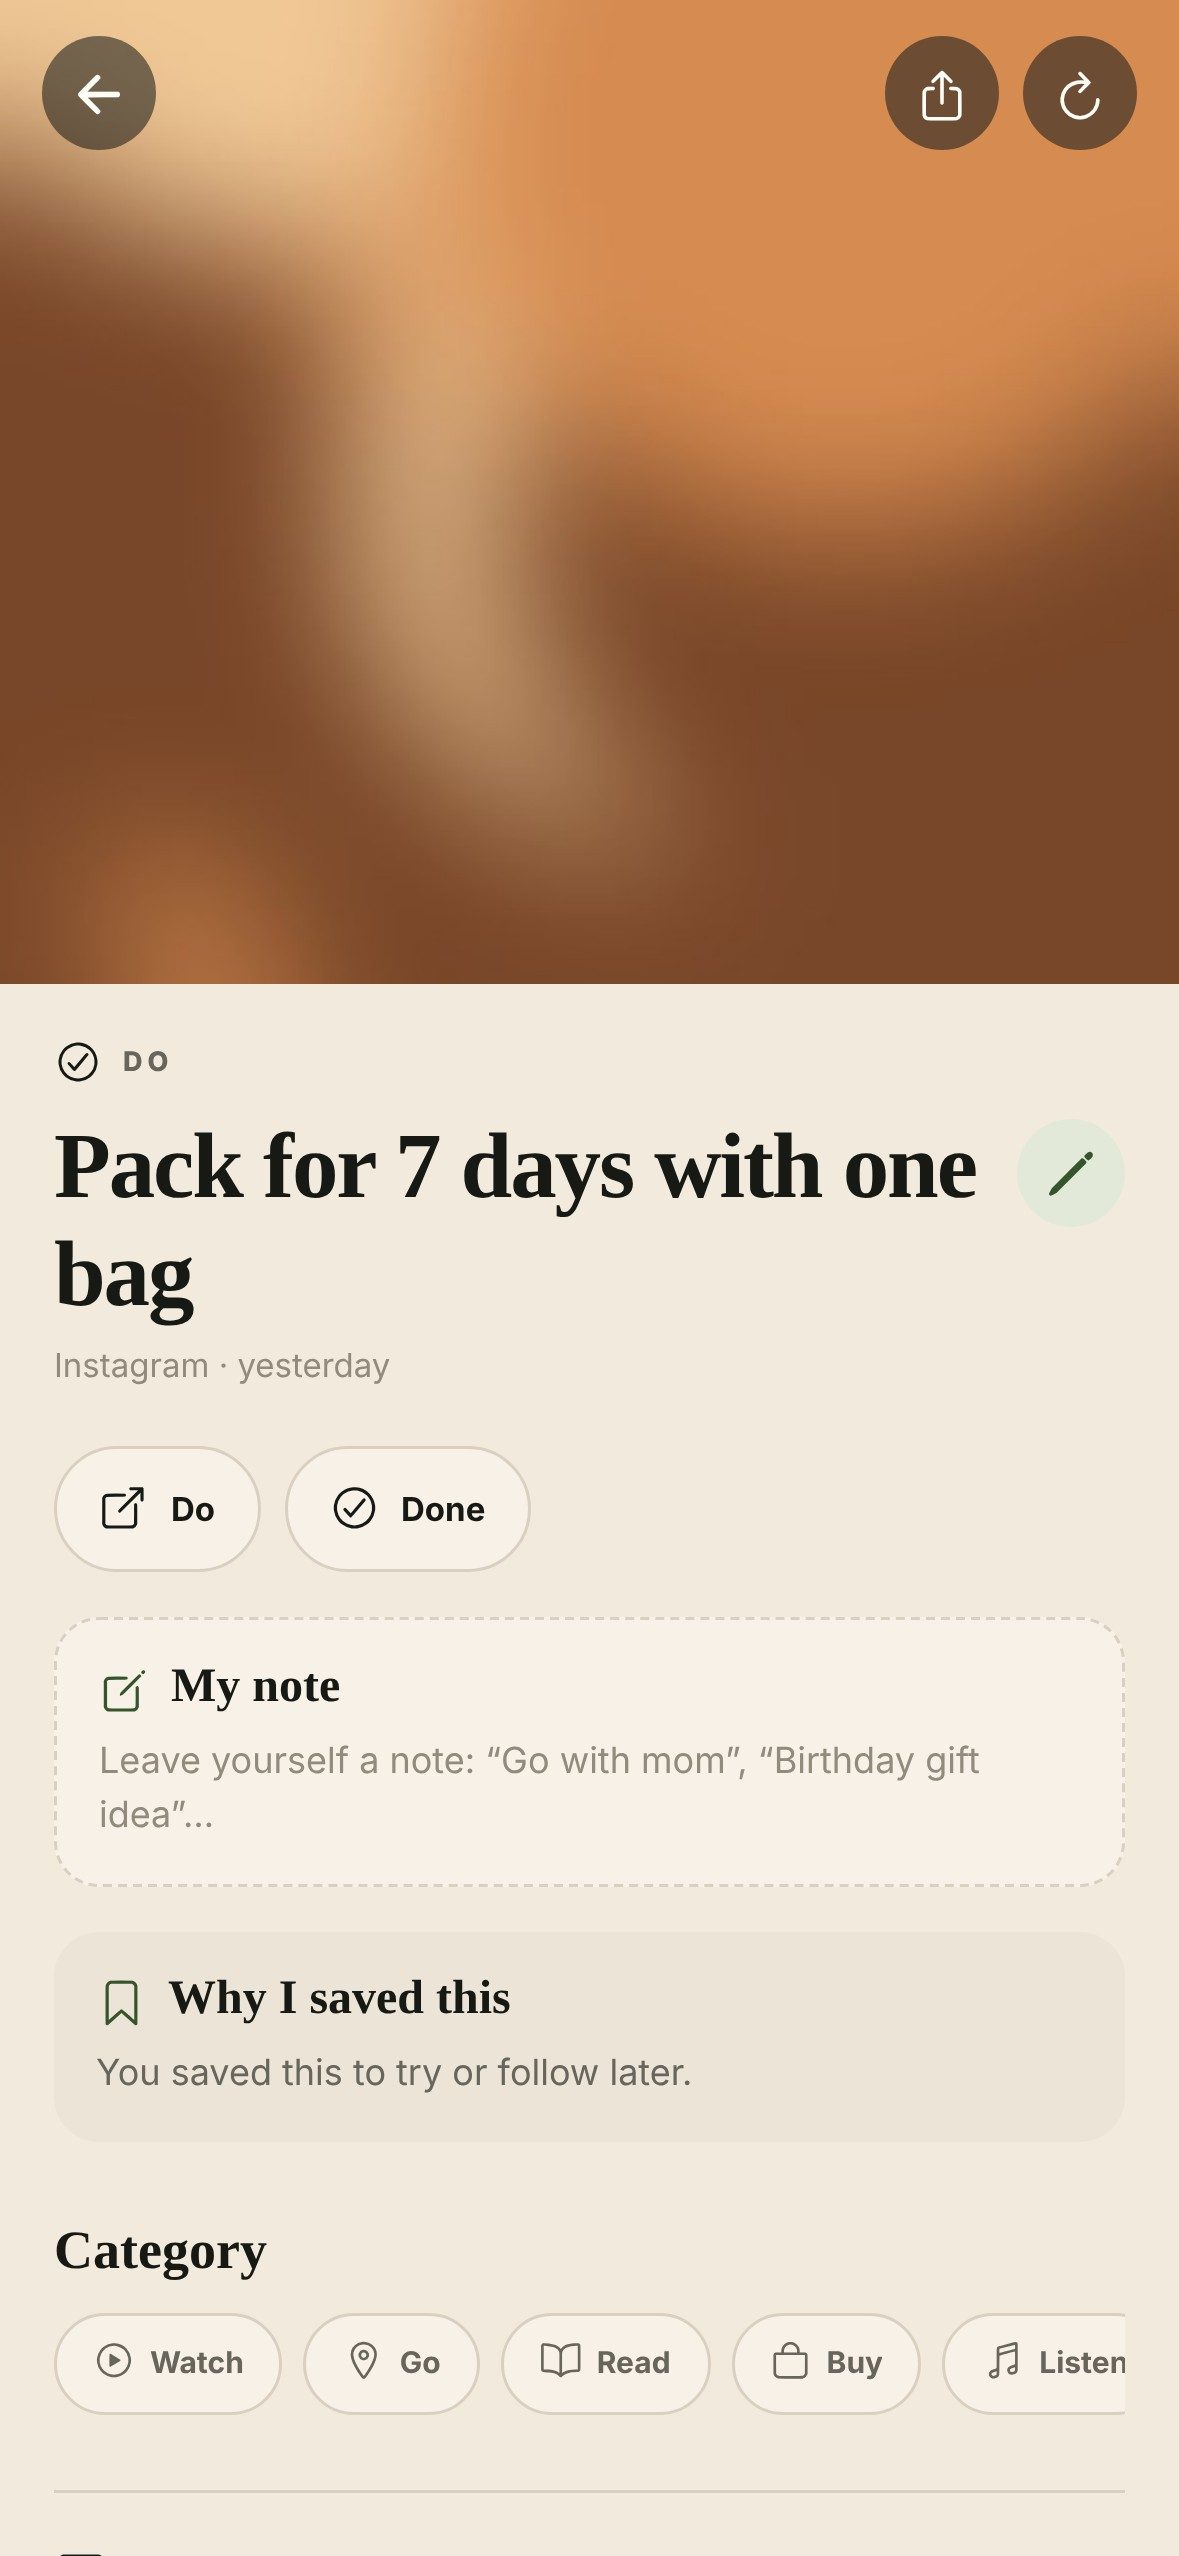 DO
Pack for 7 days with one
bag
Instagram · yesterday
Do
Done
My note
Leave yourself a note: “Go with mom”, “Birthday gift
idea”...
Why I saved this
You saved this to try or follow later.
Category
Watch
Go
Read
Buy
Listen